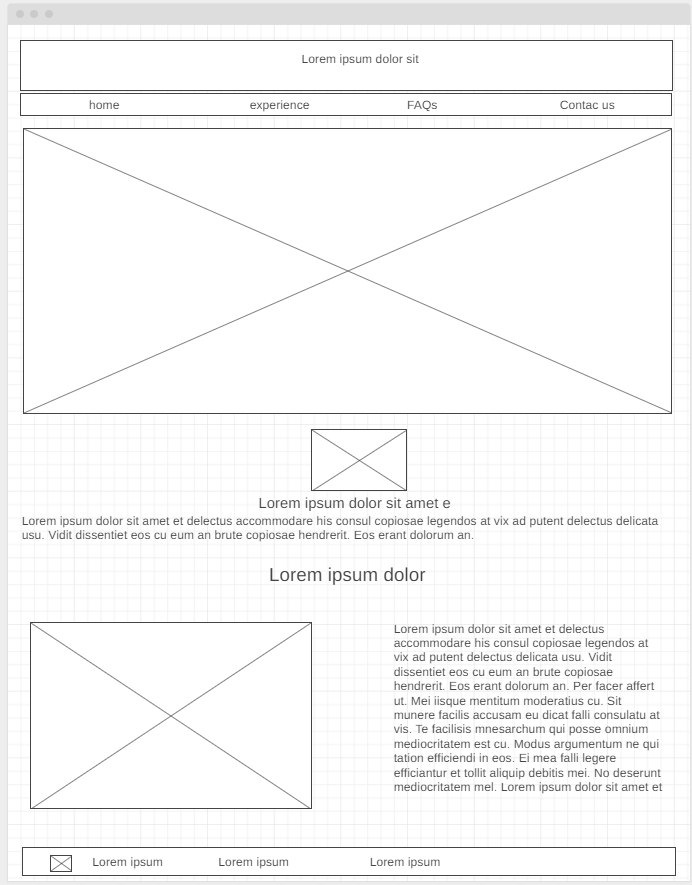 Lorem ipsum dolor sit
home experience FAQs Contac us
Lorem ipsum dolor sit amet e
Lorem ipsum dolor sit amet et delectus accommodare his consul copiosae legendos at vix ad putent delectus delicata
usu. Vidit dissentiet eos cu eum an brute copiosae hendrerit. Eos erant dolorum an.
Lorem ipsum dolor
Lorem ipsum dolor sit amet et delectus
accommodare his consul copiosae legendos at
vix ad putent delectus delicata usu. Vidit
dissentiet eos cu eum an brute copiosae
hendrerit. Eos erant dolorum an. Per facer affert
ut. Mei iisque mentitum moderatius cu. Sit
munere facilis accusam eu dicat falli consulatu at
vis. Te facilisis mnesarchum qui posse omnium
mediocritatem est cu. Modus argumentum ne qui
tation efficiendi in eos. Ei mea falli legere
efficiantur et tollit aliquip debitis mei. No deserunt
mediocritatem mel. Lorem ipsum dolor sit amet et
Lorem ipsum Lorem ipsum Lorem ipsum